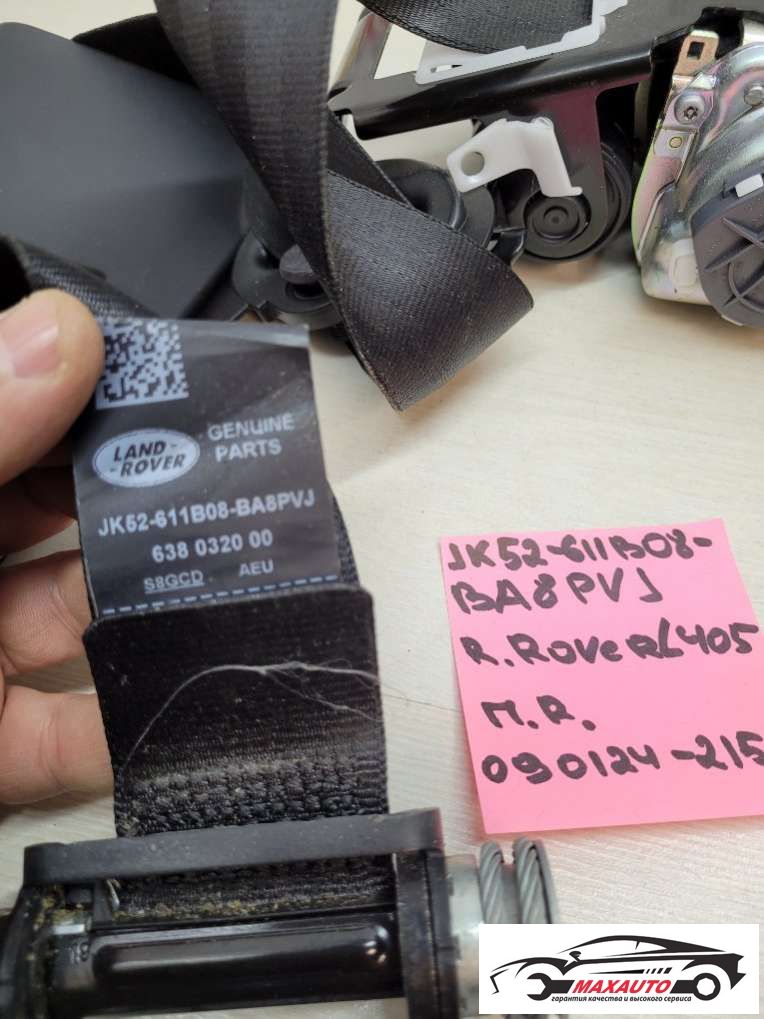 LAND-
-ROVER
GENUINE
PARTS
JK52-611B08-BA8PVJ
638 0320 00
S8GCD AEU
JK52-611B08-
BA8PVJ
R.ROVeR L405
П.R.
090124-215
MAXAUTO
гарантия качества и высокого сервиса